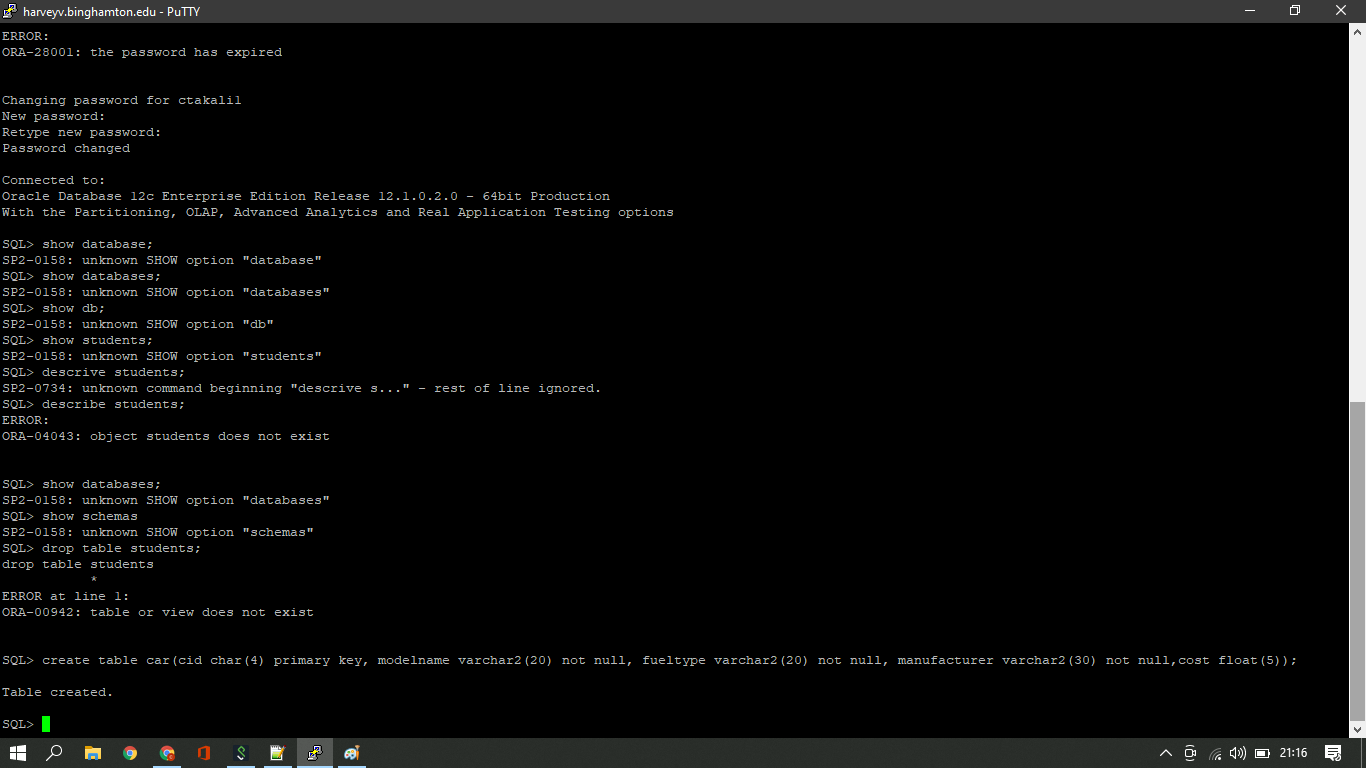 harveyv.binghamton.edu - PuTTY
ERROR:
ORA-28001: the password has expired
Changing password for ctakali1
New password:
Retype new password:
Password changed
Connected to:
Oracle Database 12c Enterprise Edition Release 12.1.0.2.0 - 64bit Production
With the Partitioning, OLAP, Advanced Analytics and Real Application Testing options
SQL> show database;
SP2-0158: unknown SHOW option "database"
SQL> show databases;
SP2-0158: unknown SHOW option "databases"
SQL> show db;
SP2-0158: unknown SHOW option "db"
SQL> show students;
SP2-0158: unknown SHOW option "students"
SQL> descrive students;
SP2-0734: unknown command beginning "descrive s..." - rest of line ignored.
SQL> describe students;
ERROR:
ORA-04043: object students does not exist
SQL> show databases;
SP2-0158: unknown SHOW option "databases"
SQL> show schemas
SP2-0158: unknown SHOW option "schemas"
SQL> drop table students;
drop table students
*
ERROR at line 1:
ORA-00942: table or view does not exist
SQL> create table car(cid char(4) primary key, modelname varchar2(20) not null, fueltype varchar2(20) not null, manufacturer varchar2(30) not null,cost float(5));
Table created.
SQL>
21:16